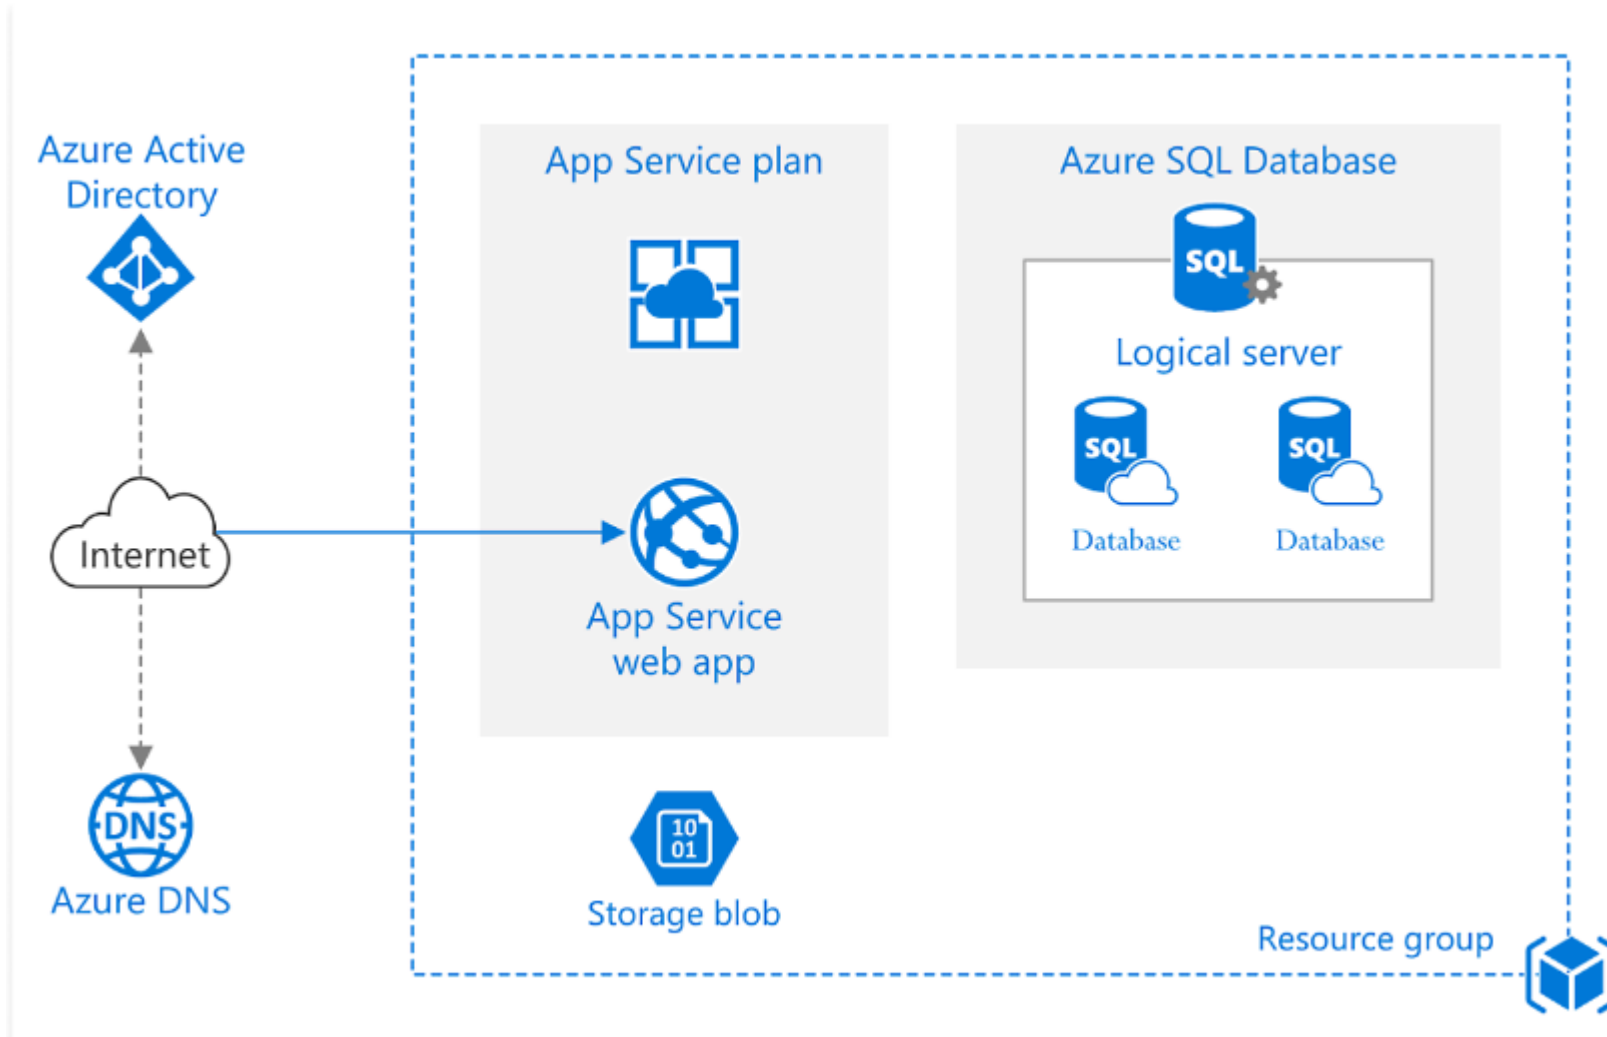 Azure Active
Directory
Internet
DNS
Azure DNS
App Service plan
App Service
web app
10
01
Storage blob
Azure SQL Database
SQL
Logical server
SQL
SQL
Database
Database
Resource group